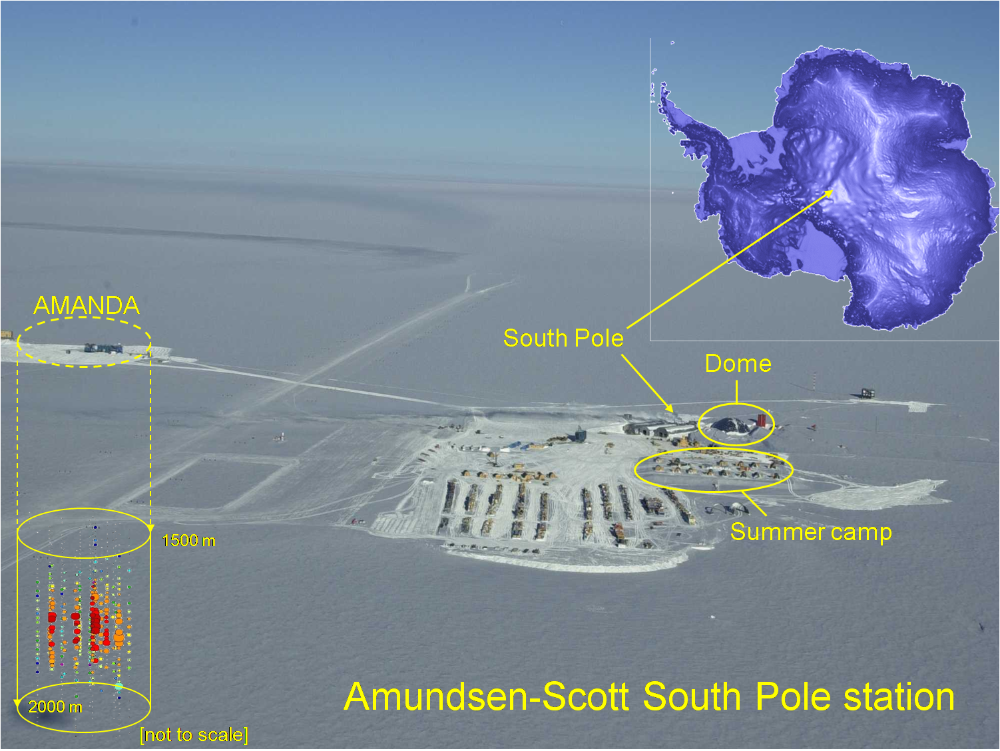 AMANDA
South Pole
Dome
Summer camp
1500 m
2000 m
[not to scale]
Amundsen-Scott South Pole station